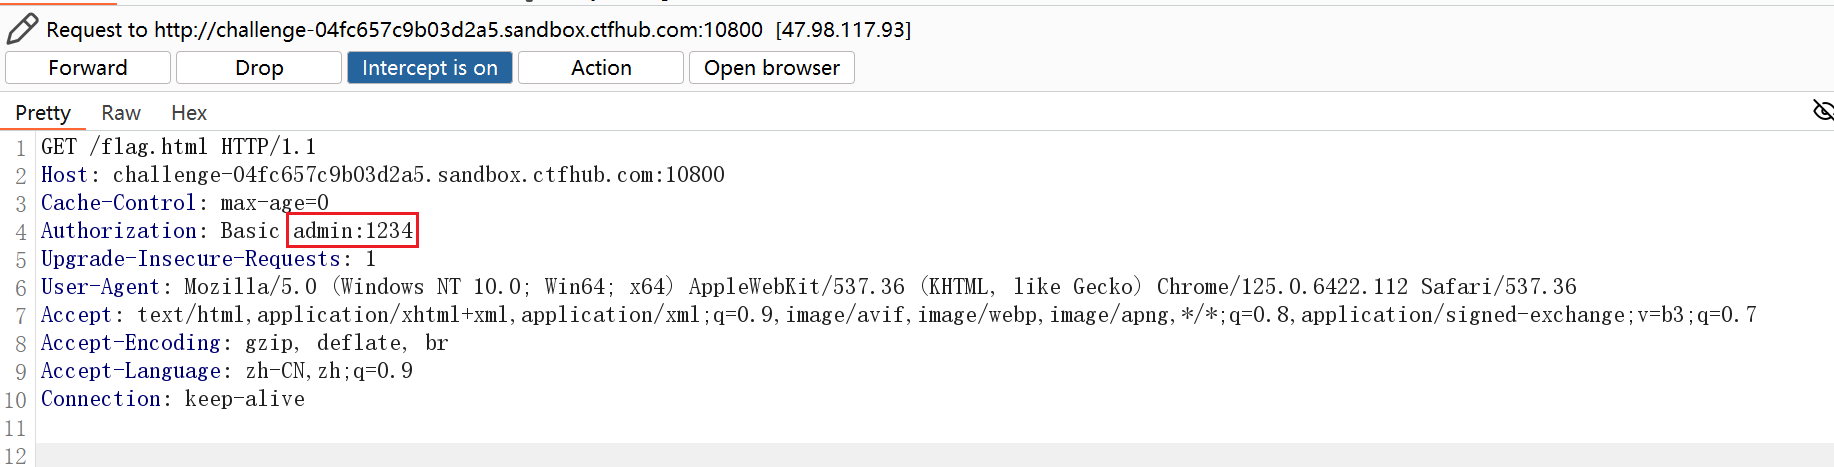 Request to http://challenge-04fc657c9b03d2a5.sandbox.ctfhub.com:10800 [47.98.117.93]
Forward Drop Intercept is on Action Open browser
Pretty Raw Hex
1 GET /flag.html HTTP/1.1
2 Host: challenge-04fc657c9b03d2a5.sandbox.ctfhub.com:10800
3 Cache-Control: max-age=0
4 Authorization: Basic admin:1234
5 Upgrade-Insecure-Requests: 1
6 User-Agent: Mozilla/5.0 (Windows NT 10.0; Win64; x64) AppleWebKit/537.36 (KHTML, like Gecko) Chrome/125.0.6422.112 Safari/537.36
7 Accept: text/html,application/xhtml+xml,application/xml;q=0.9,image/avif,image/webp,image/apng,*/*;q=0.8,application/signed-exchange;v=b3;q=0.7
8 Accept-Encoding: gzip, deflate, br
9 Accept-Language: zh-CN,zh;q=0.9
10 Connection: keep-alive
11
12